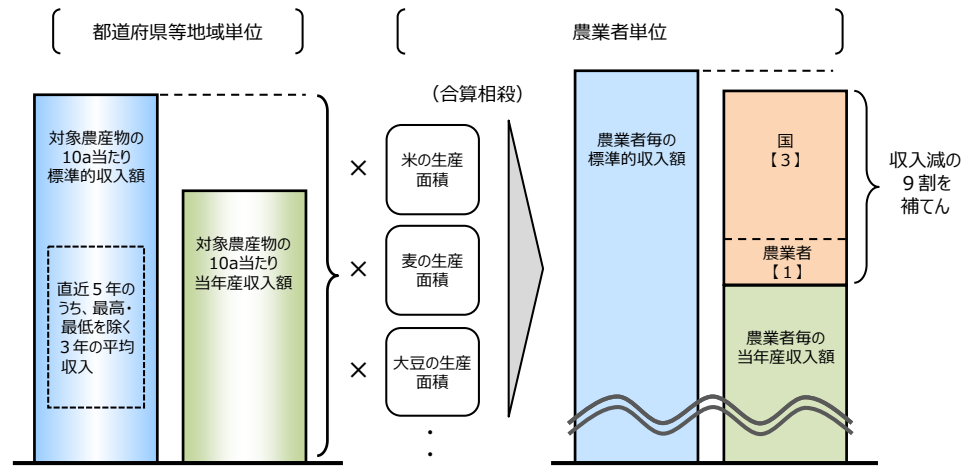 都道府県等地域単位
農業者単位
（合算相殺）
対象農産物の
10a当たり
標準的収入額
直近５年の
うち、最高・
最低を除く
３年の平均
収入
対象農産物の
10a当たり
当年産収入額
×
米の生産
面積
×
麦の生産
面積
×
大豆の生産
面積
・
・
農業者毎の
標準的収入額
国
【３】
農業者
【１】
農業者毎の
当年産収入額
収入減の
９割を
補てん